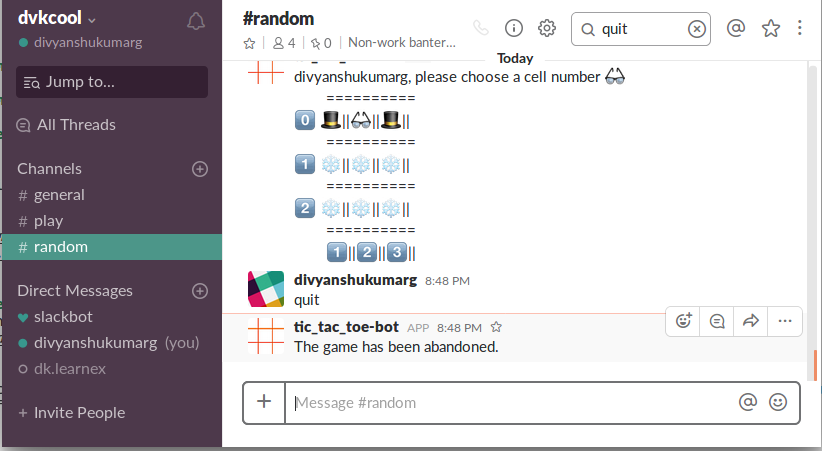 dvkcool
divyanshukumarg
Jump to...
All Threads
Channels
# general
# play
# random
Direct Messages
slackbot
divyanshukumarg (you)
dk.learnex
+ Invite People
#random
4
0
Non-work banter...
quit
Today
divyanshukumarg, please choose a cell number
==========
0 || || ||
==========
1 || || ||
==========
2 || || ||
==========
1||2||3||
divyanshukumarg 8:48 PM
quit
tic_tac_toe-bot APP 8:48 PM
The game has been abandoned.
Message #random